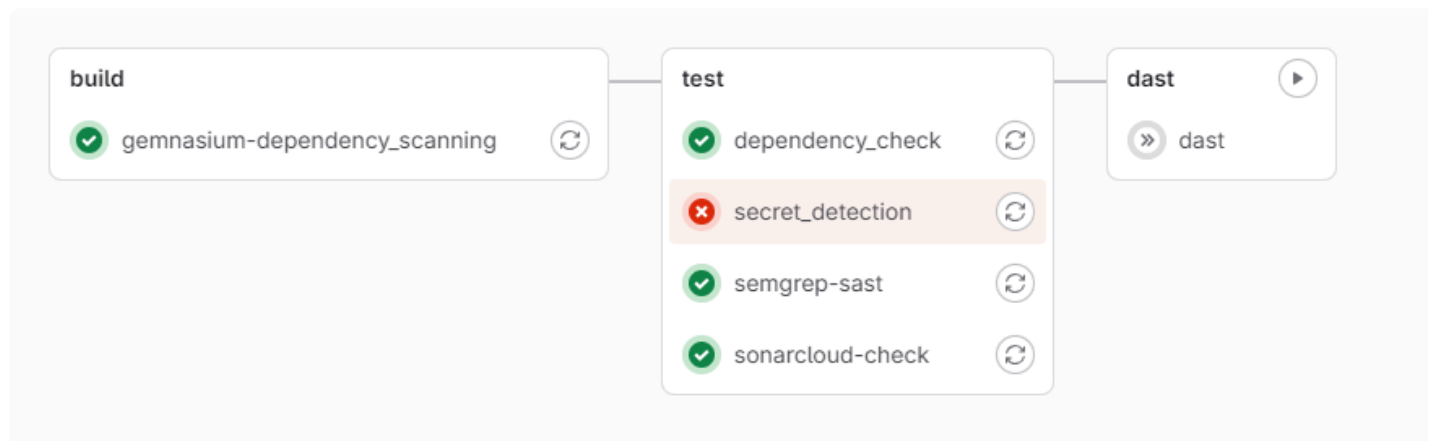 build
gemnasium-dependency_scanning
test
dependency_check
secret_detection
semgrep-sast
sonarcloud-check
dast
dast